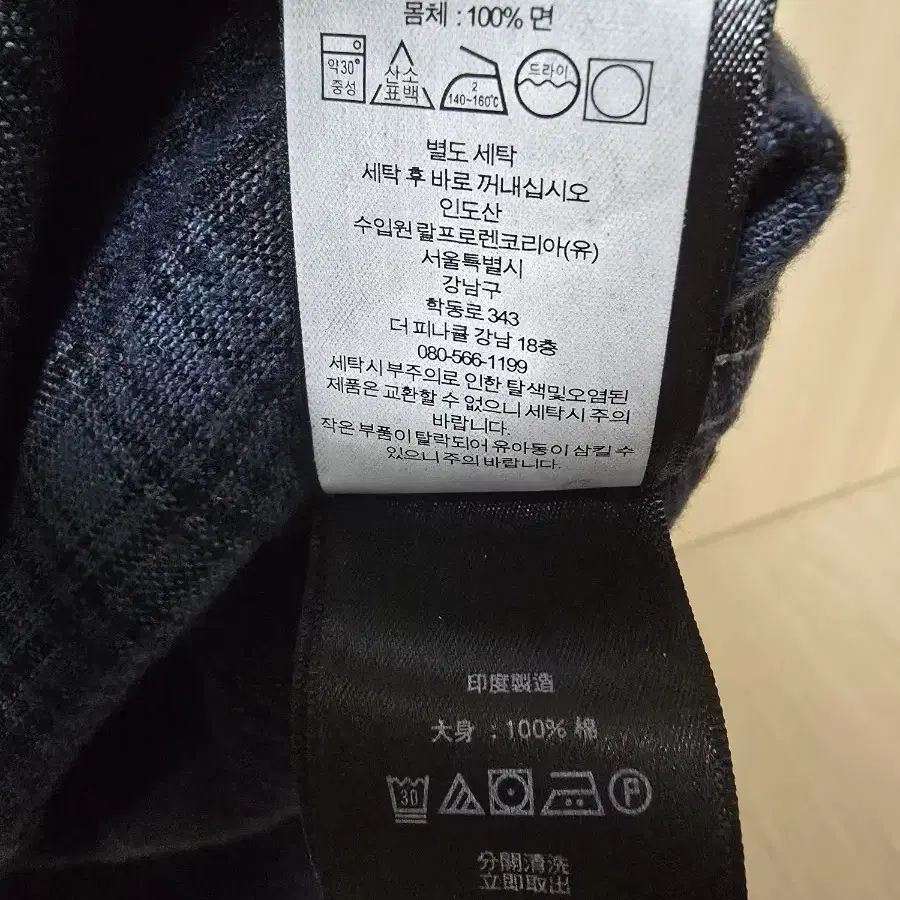 몸체 : 100% 면
약30° 중성
산소 표백
2 140~160℃
드라이
별도 세탁
세탁 후 바로 꺼내십시오
인도산
수입원 랄프로렌코리아(유)
서울특별시
강남구
학동로 343
더 피나클 강남 18층
080-566-1199
세탁시 부주의로 인한 탈색및오염된
제품은 교환할 수 없으니 세탁시 주의
바랍니다.
작은 부품이 탈락되어 유아동이 삼킬 수
있으니 주의 바랍니다.
印度製造
大身 : 100% 棉
30
P
分開清洗
立即取出